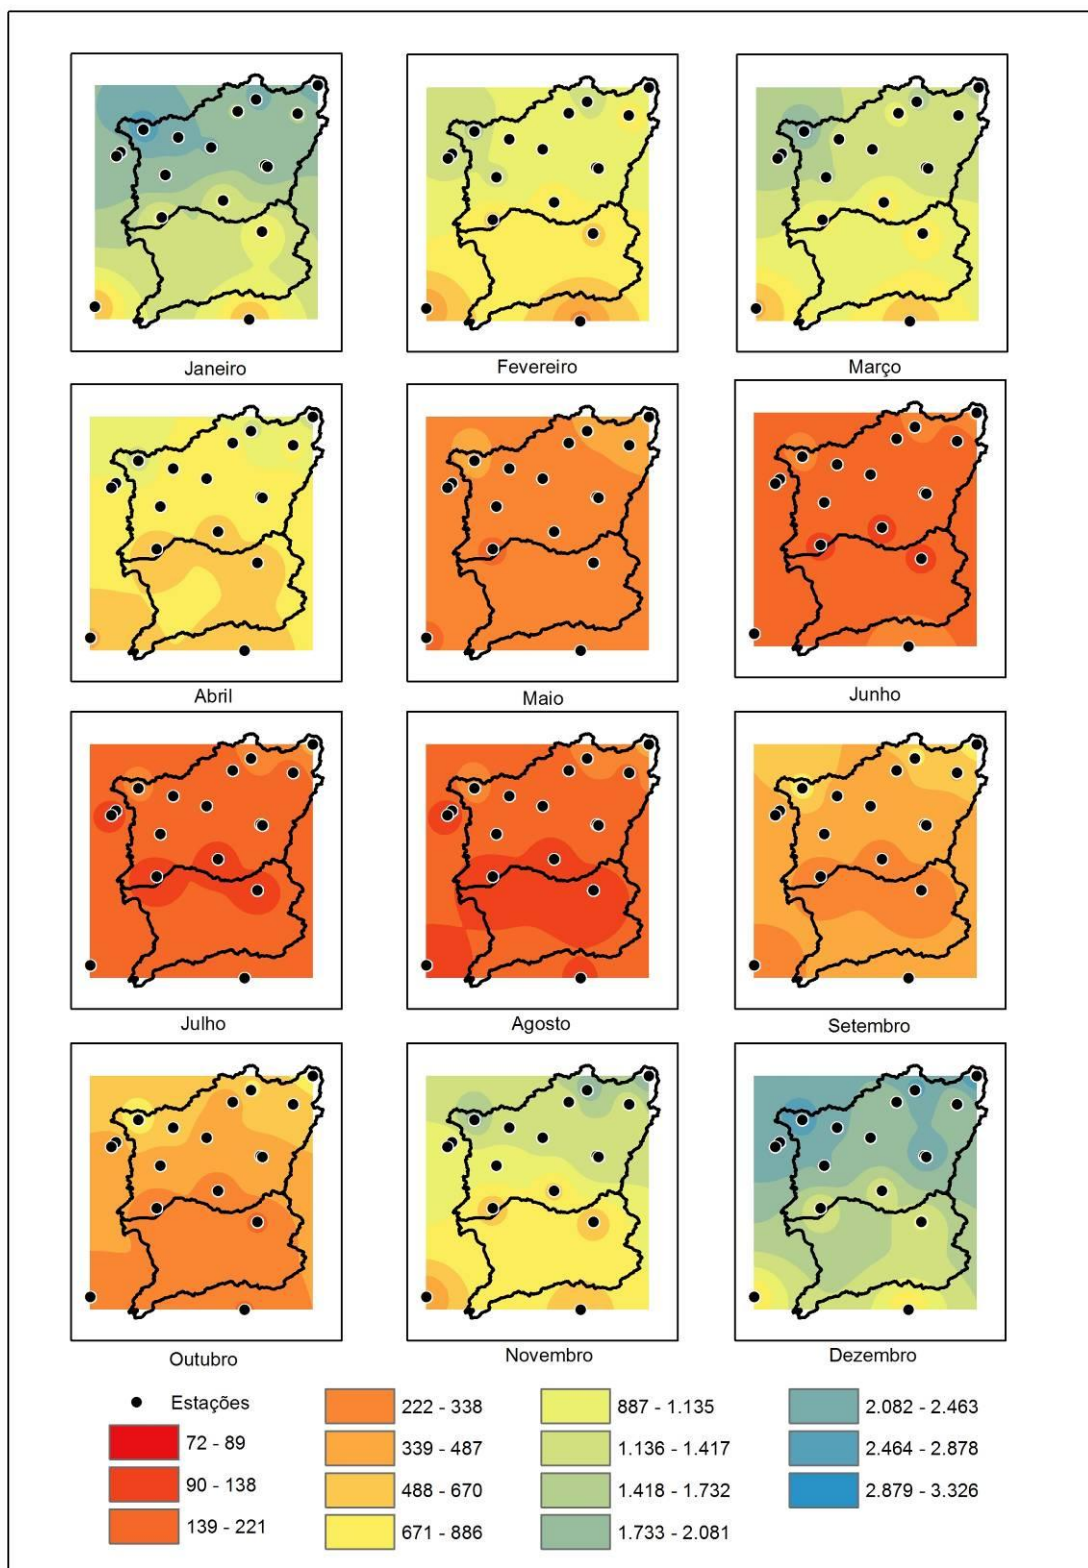 Janeiro
Fevereiro
Março
Abril
Maio
Junho
Julho
Agosto
Setembro
Outubro
Novembro
Dezembro
Estações
72 - 89
90 - 138
139 - 221
222 - 338
339 - 487
488 - 670
671 - 886
887 - 1.135
1.136 - 1.417
1.418 - 1.732
1.733 - 2.081
2.082 - 2.463
2.464 - 2.878
2.879 - 3.326